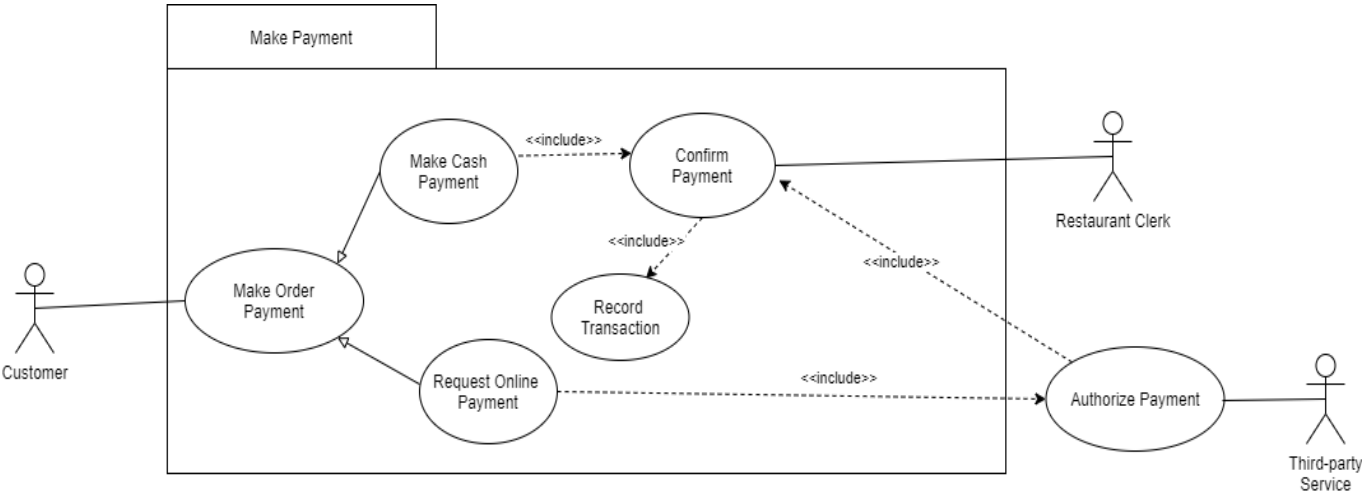 Make Payment
Make Cash
Payment
<<include>>
Confirm
Payment
Restaurant Clerk
<<include>>
<<include>>
Make Order
Payment
Record
Transaction
Customer
Request Online
Payment
<<include>>
Authorize Payment
Third-party
Service